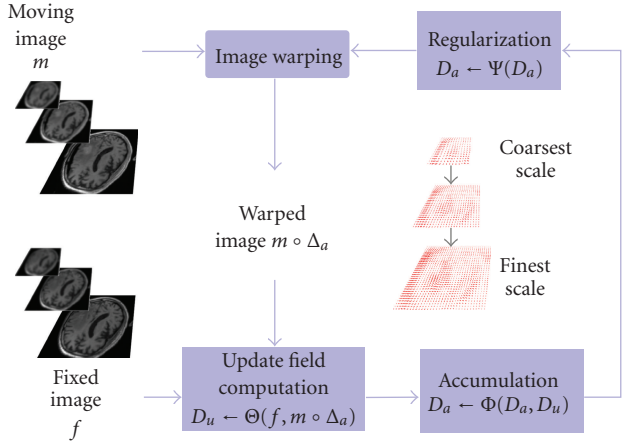 Moving
image
m
Image warping
Regularization
D_a ← Ψ(D_a)
Coarsest
scale
Warped
image m ∘ Δ_a
Finest
scale
Fixed
image
f
Update field
computation
D_u ← Θ(f, m ∘ Δ_a)
Accumulation
D_a ← Φ(D_a, D_u)